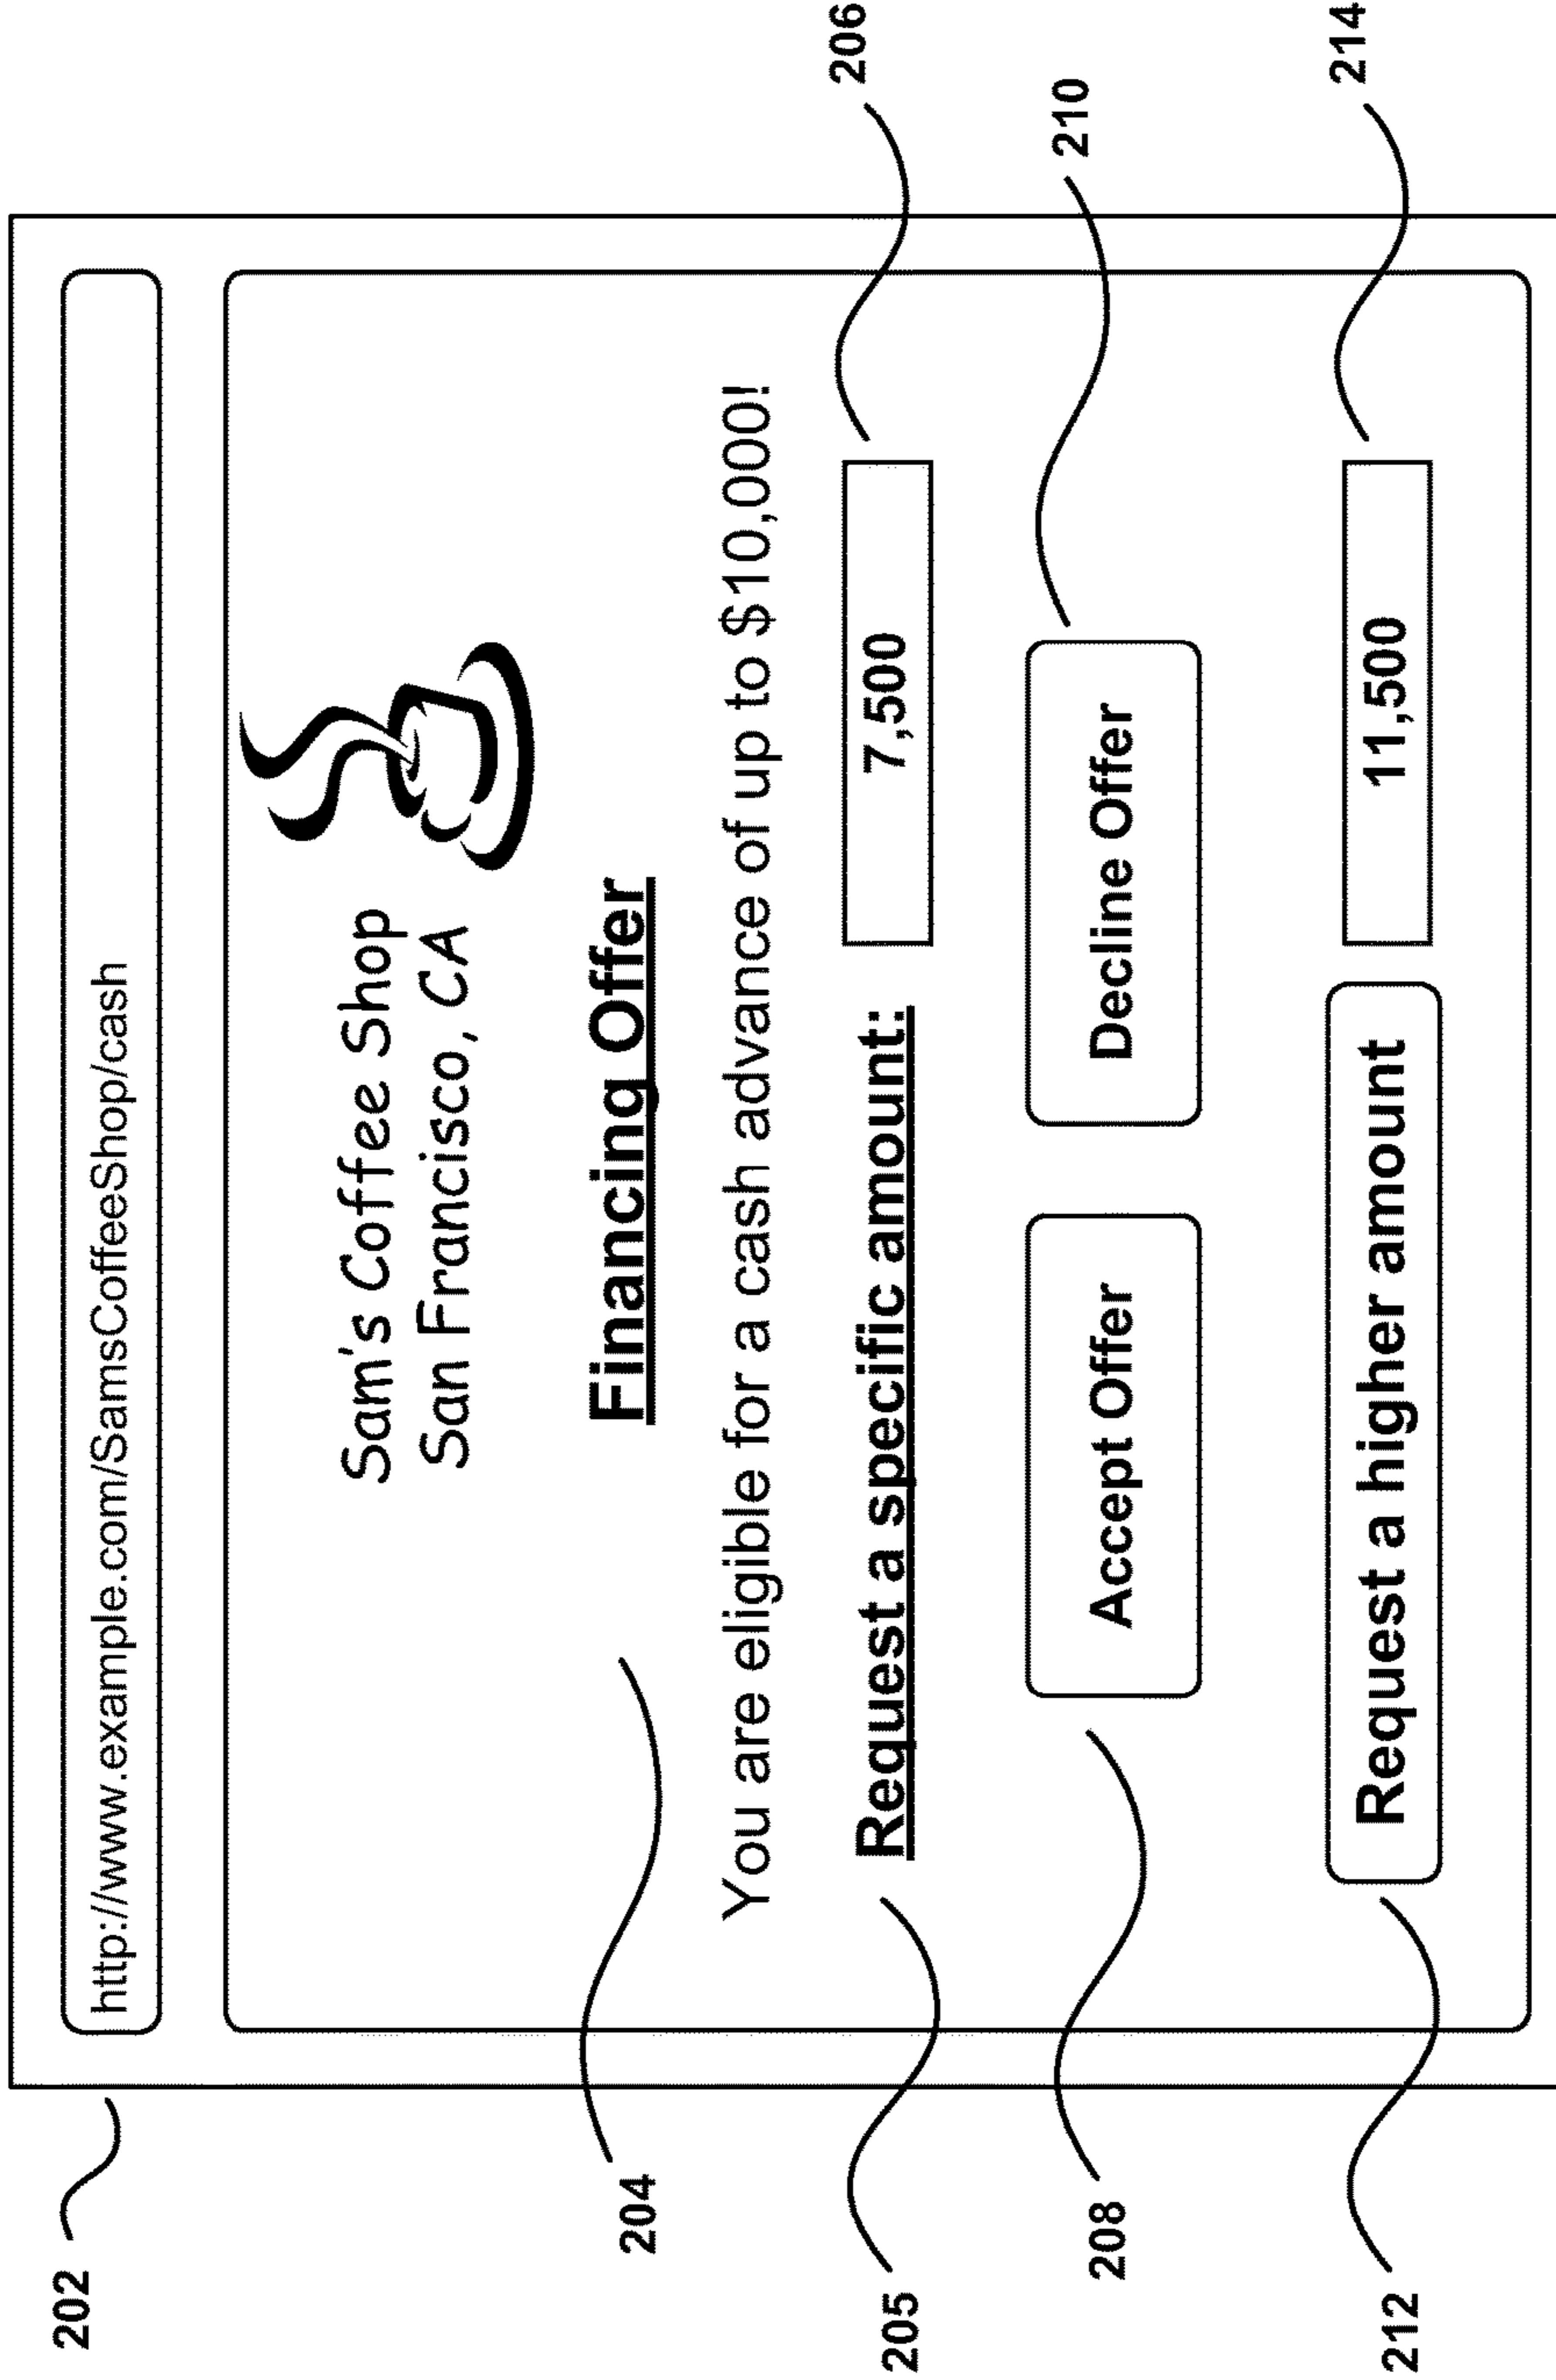 202
http://www.example.com/SamsCoffeeShop/cash
Sam's Coffee Shop
San Francisco, CA
204
Financing Offer
You are eligible for a cash advance of up to $10,000!
205
Request a specific amount:
7,500
206
208
Accept Offer
Decline Offer
210
212
Request a higher amount
11,500
214